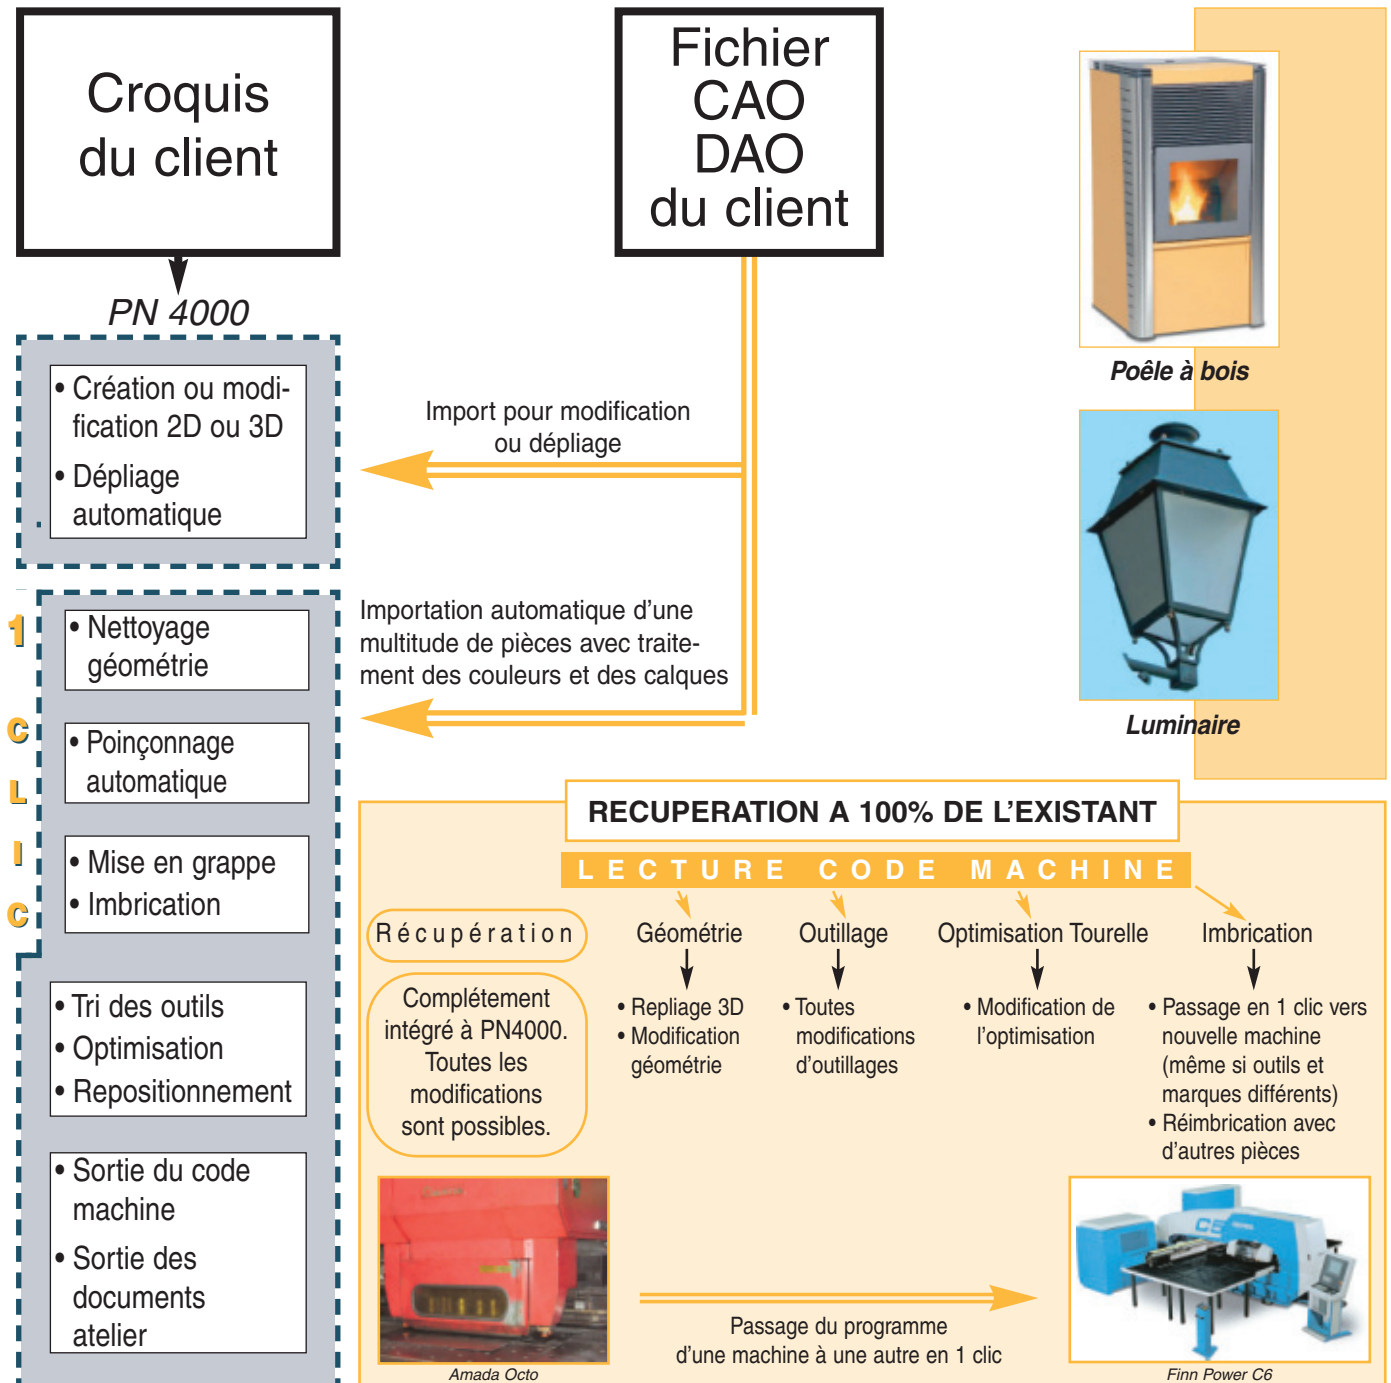 Croquis
du client
Fichier
CAO
DAO
du client
PN 4000
• Création ou modi-
fication 2D ou 3D
• Dépliage
automatique
Import pour modification
ou dépliage
Poêle à bois
Luminaire
1
C
L
I
C
• Nettoyage
géométrie
• Poinçonnage
automatique
• Mise en grappe
• Imbrication
• Tri des outils
• Optimisation
• Repositionnement
• Sortie du code
machine
• Sortie des
documents
atelier
Importation automatique d'une
multitude de pièces avec traite-
ment des couleurs et des calques
RECUPERATION A 100% DE L'EXISTANT
LECTURE CODE MACHINE
Récupération
Complétement
intégré à PN4000.
Toutes les
modifications
sont possibles.
Géométrie
• Repliage 3D
• Modification
géométrie
Outillage
• Toutes
modifications
d'outillages
Optimisation Tourelle
• Modification de
l'optimisation
Imbrication
• Passage en 1 clic vers
nouvelle machine
(même si outils et
marques différents)
• Réimbrication avec
d'autres pièces
Amada Octo
Passage du programme
d'une machine à une autre en 1 clic
C6
Finn Power C6